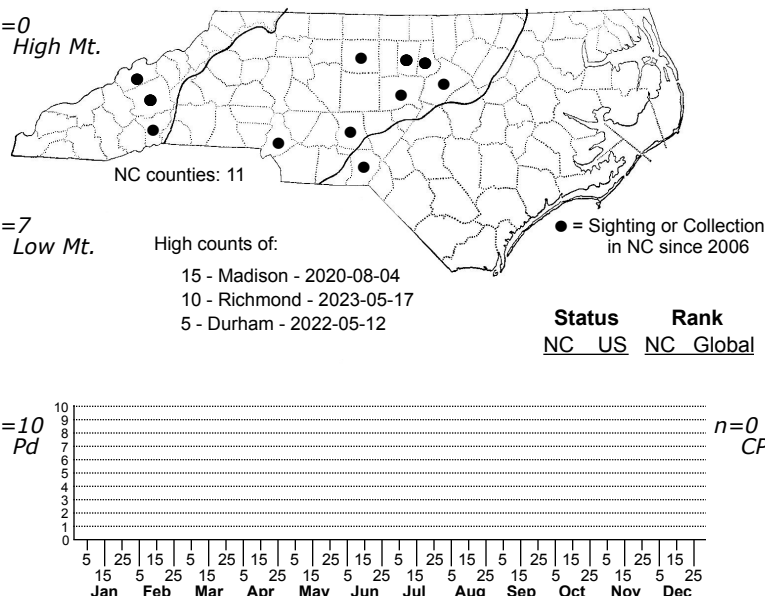 =0
High Mt.
NC counties: 11
=7
Low Mt.
High counts of:
15 - Madison - 2020-08-04
10 - Richmond - 2023-05-17
5 - Durham - 2022-05-12
● = Sighting or Collection
in NC since 2006
Status Rank
NC US NC Global
=10
Pd
n=0
CP
10
9
8
7
6
5
4
3
2
1
0
5 25 15 5 25 15 5 25 15 5 25 15 5 25 15 5 25 15
15 5 25 15 5 25 15 5 25 15 5 25 15 5 25 15 5 25
Jan Feb Mar Apr May Jun Jul Aug Sep Oct Nov Dec